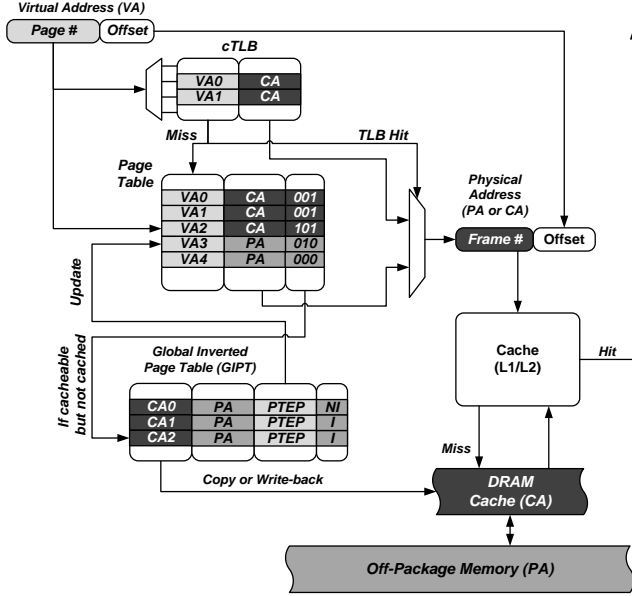 Virtual Address (VA)
Page # Offset
cTLB
VA0 CA
VA1 CA
Miss
TLB Hit
Page
Table
VA0 CA 001
VA1 CA 001
VA2 CA 101
VA3 PA 010
VA4 PA 000
Physical
Address
(PA or CA)
Frame # Offset
Update
If cacheable
but not cached
Global Inverted
Page Table (GIPT)
CA0 PA PTEP NI
CA1 PA PTEP I
CA2 PA PTEP I
Cache
(L1/L2)
Hit
Miss
Copy or Write-back
DRAM
Cache (CA)
Off-Package Memory (PA)